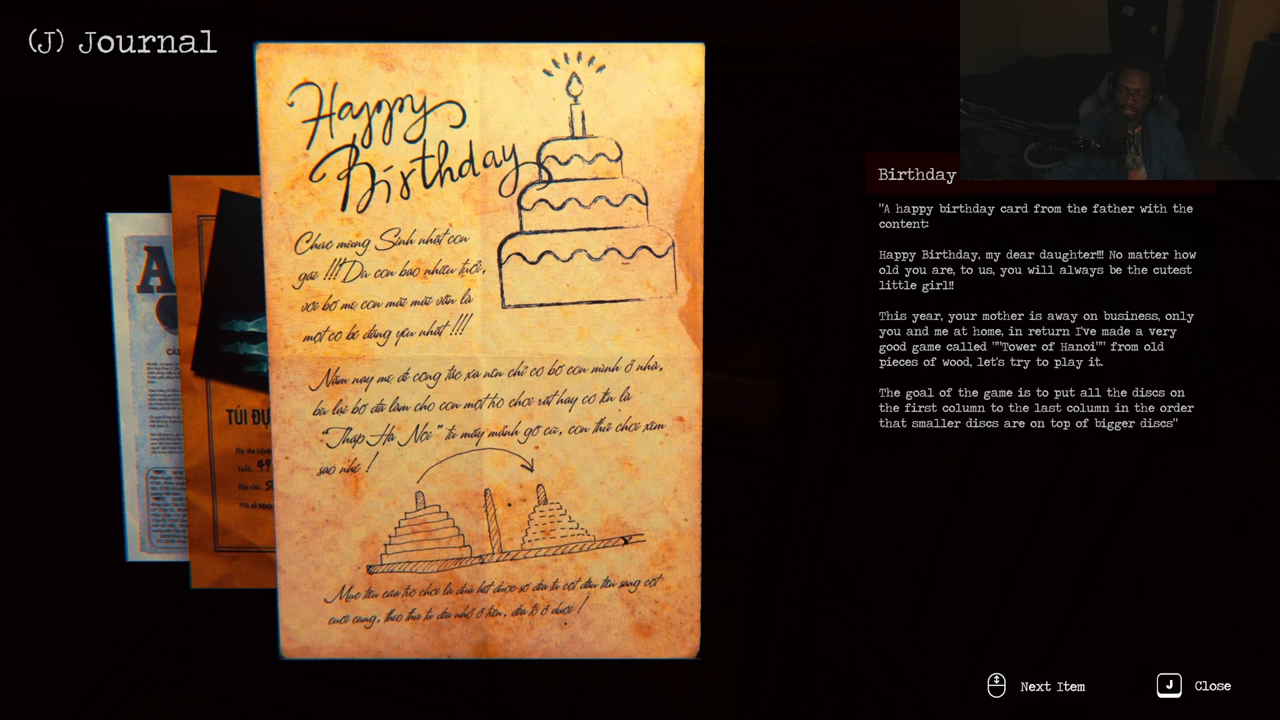 (J) Journal
Happy
Birthday
Chúc mừng Sinh nhật con
gái !!! Dù con bao nhiêu tuổi,
với bố mẹ con mãi mãi vẫn là
một cô bé đáng yêu nhất !!!
Năm nay mẹ đi công tác xa nên chỉ có bố con mình ở nhà,
bù lại bố đã làm cho con một trò chơi rất hay có tên là
"Tháp Hà Nội" từ mấy mảnh gỗ cũ, con thử chơi xem
sao nhé !
Mục tiêu của trò chơi là đưa hết được số đĩa từ cột đầu tiên sang cột
cuối cùng, theo thứ tự đĩa nhỏ ở trên, đĩa to ở dưới !
TÚI ĐỰ
49
Birthday
"A happy birthday card from the father with the
content:
Happy Birthday, my dear daughter!!! No matter how
old you are, to us, you will always be the cutest
little girl!!
This year, your mother is away on business, only
you and me at home, in return I've made a very
good game called ""Tower of Hanoi"" from old
pieces of wood, let's try to play it.
The goal of the game is to put all the discs on
the first column to the last column in the order
that smaller discs are on top of bigger discs"
Next Item
J
Close